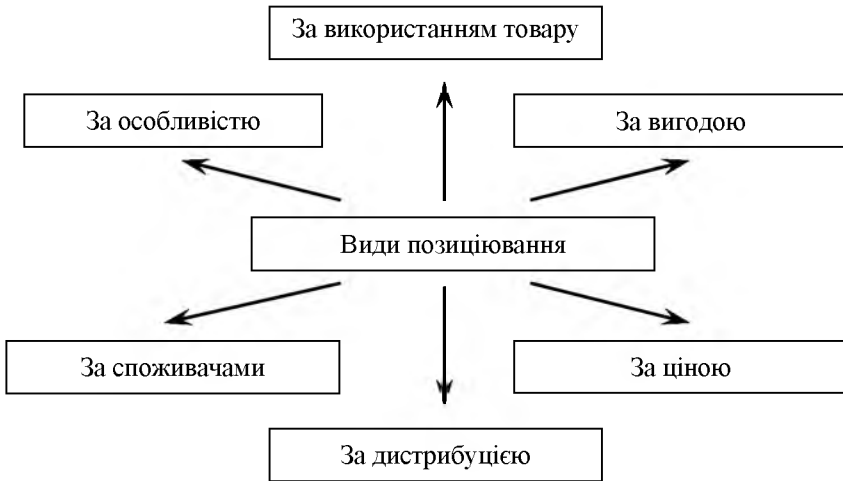 За використанням товару
За особливістю
За вигодою
Види позиціювання
За споживачами
За ціною
За дистрибуцією